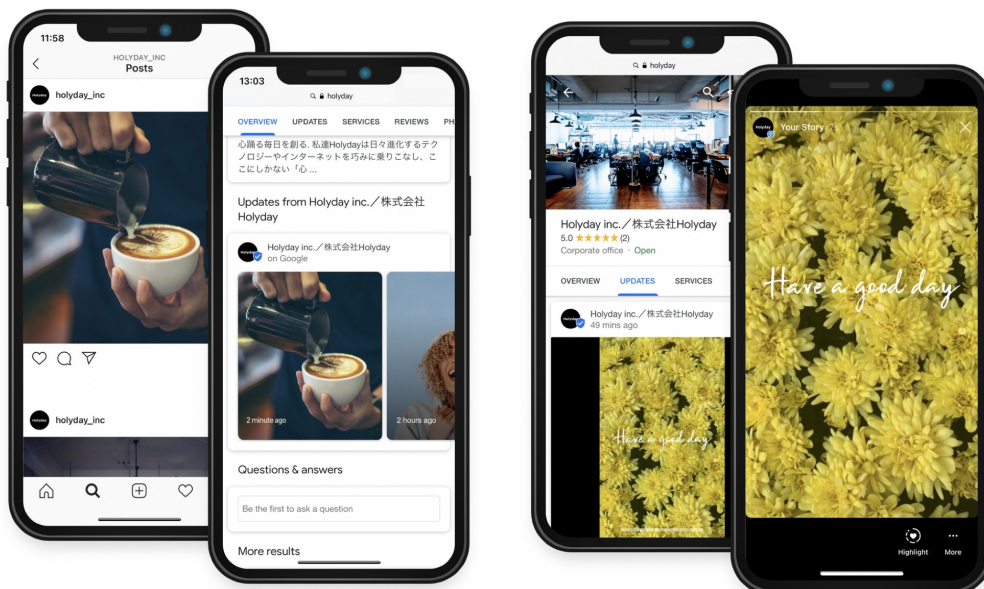 11:58
HOLYDAY_INC
Posts
holyday_inc
holyday_inc
13:03
holyday
OVERVIEW UPDATES SERVICES REVIEWS PH
心踊る毎日を創る. 私達Holydayは日々進化するテク
ノロジーやインターネットを巧みに乗りこなし、こ
こにしかない「心 ...
Updates from Holyday inc.／株式会社
Holyday
Holyday inc.／株式会社Holyday
on Google
2 minute ago
2 hours ago
Questions & answers
Be the first to ask a question
More results
holyday
Holyday inc.／株式会社Holyday
5.0 ★★★★★ (2)
Corporate office · Open
OVERVIEW UPDATES SERVICES
Holyday inc.／株式会社Holyday
49 mins ago
Have a good day
Your Story
Have a good day
Highlight
More